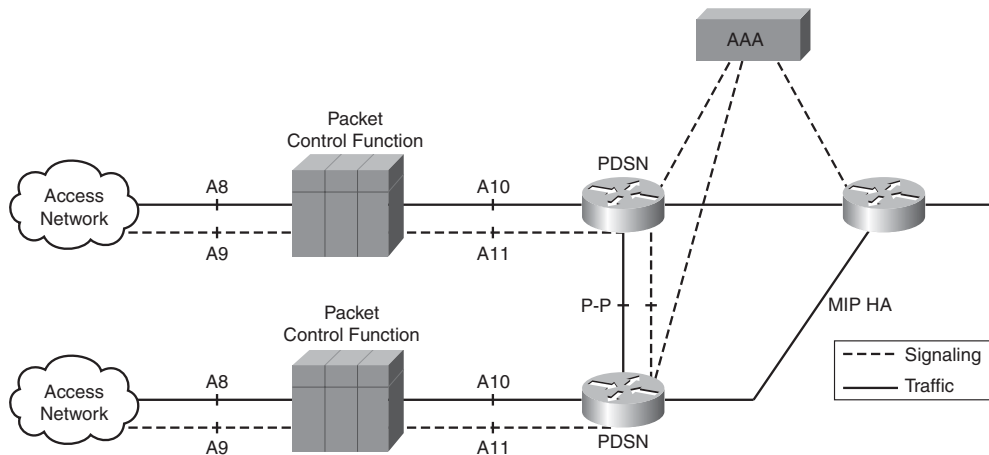 AAA
Packet
Control Function
PDSN
Access
Network
A8
A9
A10
A11
P-P
MIP HA
Packet
Control Function
Access
Network
A8
A9
A10
A11
PDSN
Signaling
Traffic